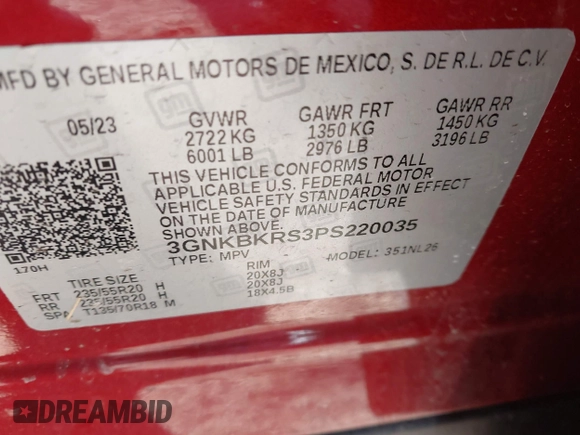 MFD BY GENERAL MOTORS DE MEXICO, S. DE R.L. DE C.V.
05/23 GVWR GAWR FRT GAWR RR
2722 KG 1350 KG 1450 KG
6001 LB 2976 LB 3196 LB
THIS VEHICLE CONFORMS TO ALL
APPLICABLE U.S. FEDERAL MOTOR
VEHICLE SAFETY STANDARDS IN EFFECT
ON THE DATE OF MANUFACTURE
3GNKBKRS3PS220035
TYPE: MPV MODEL: 351NL26
170H
TIRE SIZE RIM
FRT 235/55R20 H 20X8J
RR 235/55R20 H 20X8J
SPA T135/70R18 M 18X4.5B
DREAMBID